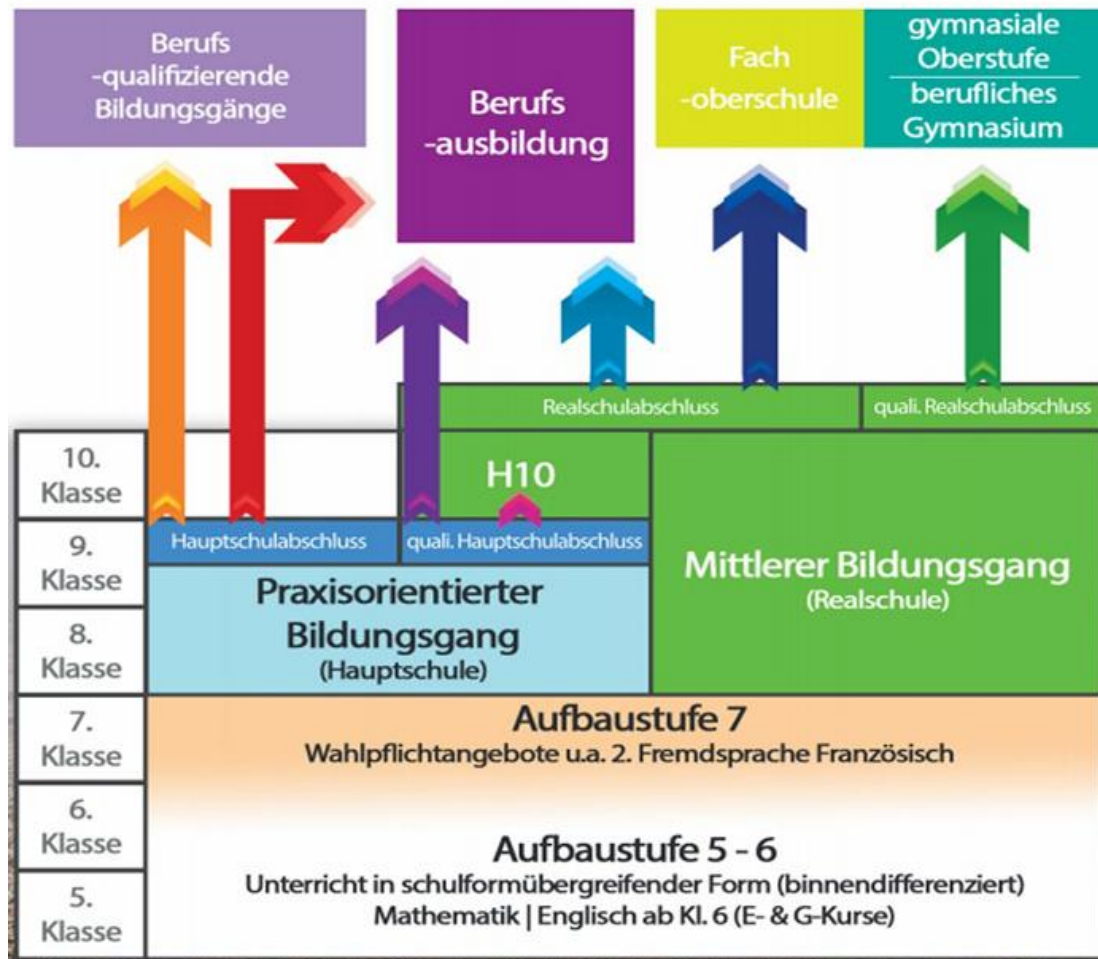 Berufs
-qualifizierende
Bildungsgänge
Berufs
-ausbildung
Fach
-oberschule
gymnasiale
Oberstufe
berufliches
Gymnasium
Realschulabschluss
quali. Realschulabschluss
10.
Klasse
H10
9.
Klasse
Hauptschulabschluss
quali. Hauptschulabschluss
Praxisorientierter
Bildungsgang
(Hauptschule)
Mittlerer Bildungsgang
(Realschule)
8.
Klasse
7.
Klasse
Aufbaustufe 7
Wahlpflichtangebote u.a. 2. Fremdsprache Französisch
6.
Klasse
Aufbaustufe 5 - 6
Unterricht in schulformübergreifender Form (binnendifferenziert)
Mathematik | Englisch ab Kl. 6 (E- & G-Kurse)
5.
Klasse